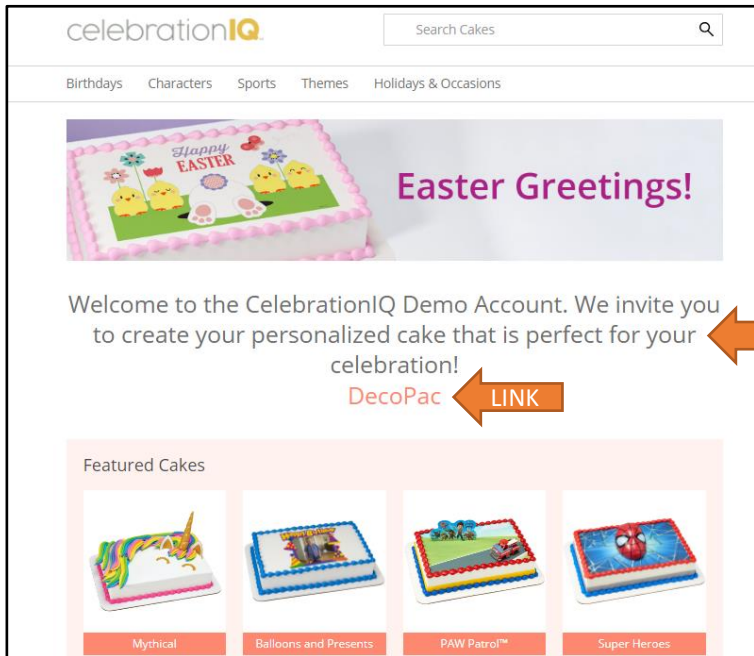 celebrationIQ
Search Cakes
Birthdays Characters Sports Themes Holidays & Occasions
Happy
EASTER
Easter Greetings!
Welcome to the CelebrationIQ Demo Account. We invite you
to create your personalized cake that is perfect for your
celebration!
DecoPac LINK
Featured Cakes
Mythical Balloons and Presents PAW Patrol™ Super Heroes